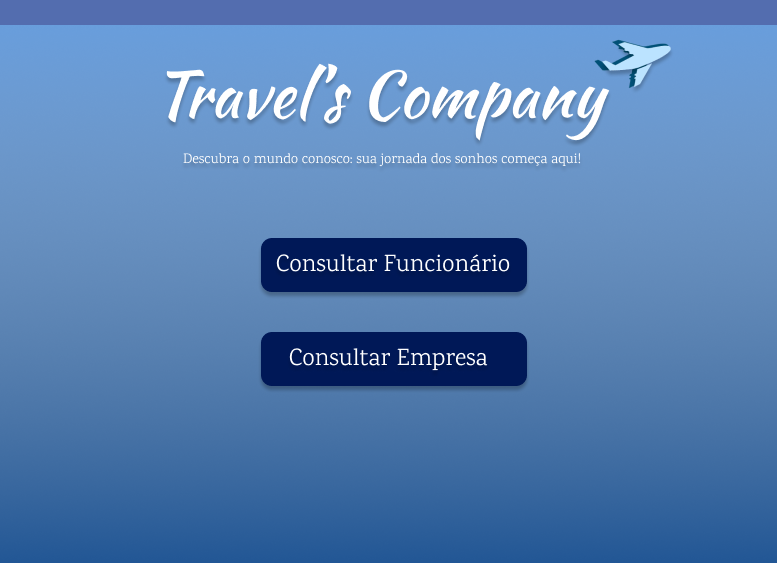 Travel's Company
Descubra o mundo conosco: sua jornada dos sonhos começa aqui!
Consultar Funcionário
Consultar Empresa